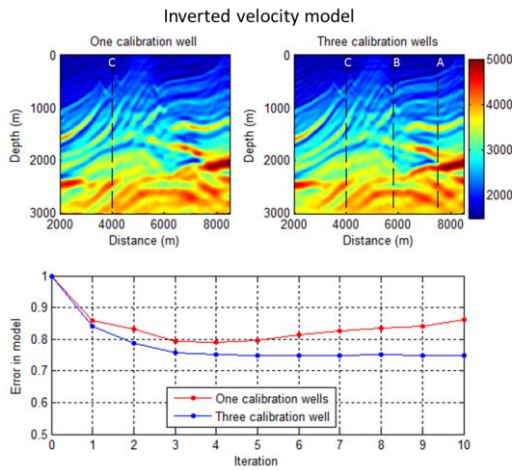 Inverted velocity model
One calibration well
Three calibration wells
C
C B A
0
1000
2000
3000
Depth (m)
2000 4000 6000 8000
Distance (m)
0
1000
2000
3000
Depth (m)
2000 4000 6000 8000
Distance (m)
5000
4000
3000
2000
1
0.9
0.8
0.7
0.6
0.5
Error in model
One calibration wells
Three calibration well
0 1 2 3 4 5 6 7 8 9 10
Iteration